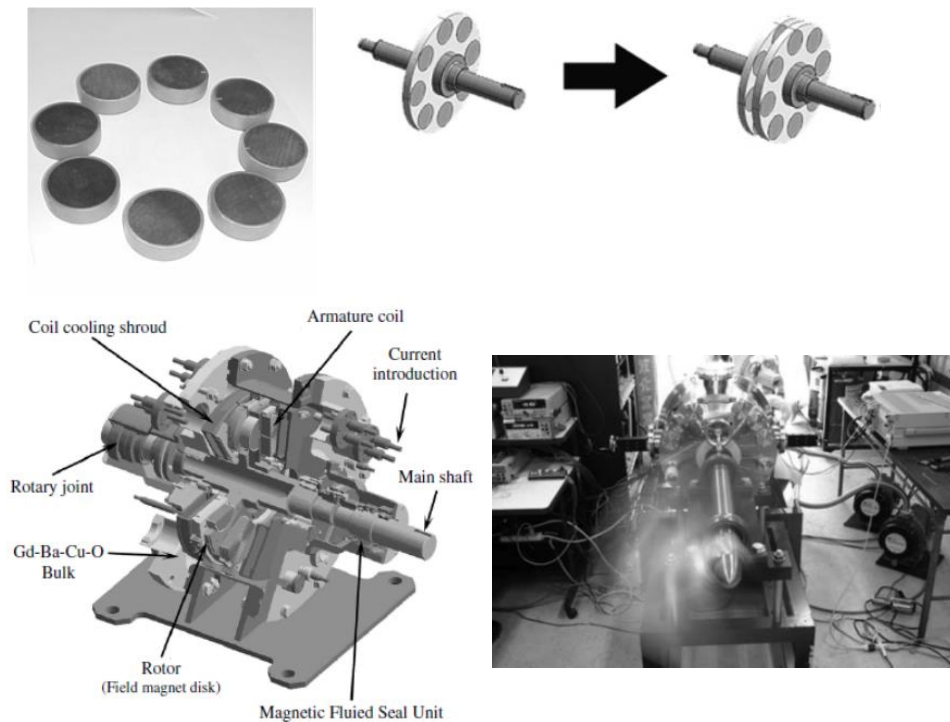 Armature coil
Coil cooling shroud
Current
introduction
Main shaft
Rotary joint
Gd-Ba-Cu-O
Bulk
Rotor
(Field magnet disk)
Magnetic Fluied Seal Unit